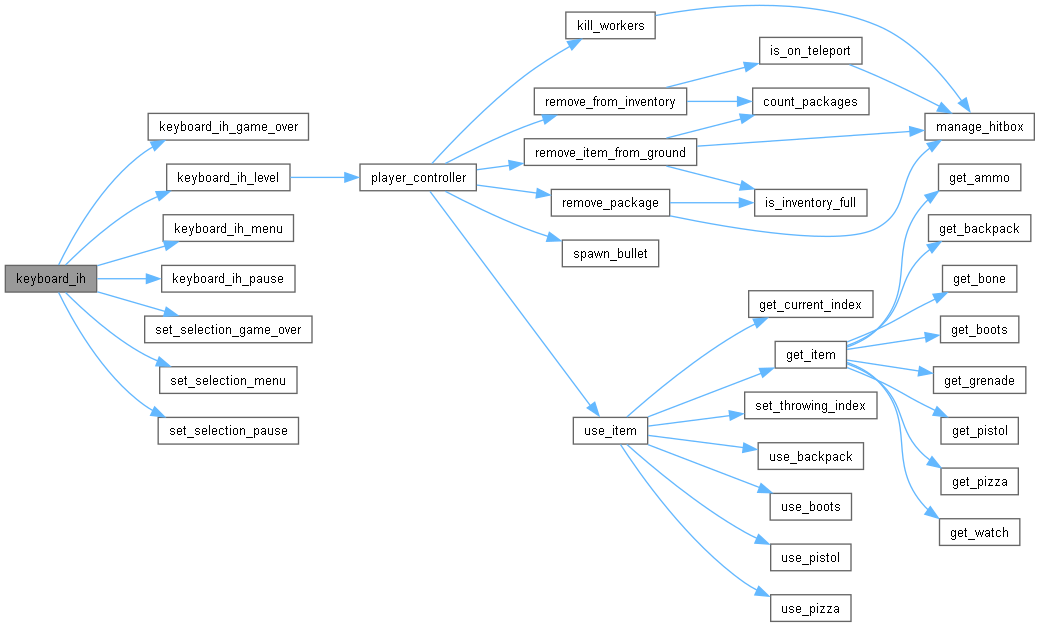 keyboard_ih
keyboard_ih_game_over
keyboard_ih_level
keyboard_ih_menu
keyboard_ih_pause
set_selection_game_over
set_selection_menu
set_selection_pause
player_controller
kill_workers
remove_from_inventory
remove_item_from_ground
remove_package
spawn_bullet
use_item
is_on_teleport
count_packages
manage_hitbox
is_inventory_full
get_current_index
get_item
set_throwing_index
use_backpack
use_boots
use_pistol
use_pizza
get_ammo
get_backpack
get_bone
get_boots
get_grenade
get_pistol
get_pizza
get_watch